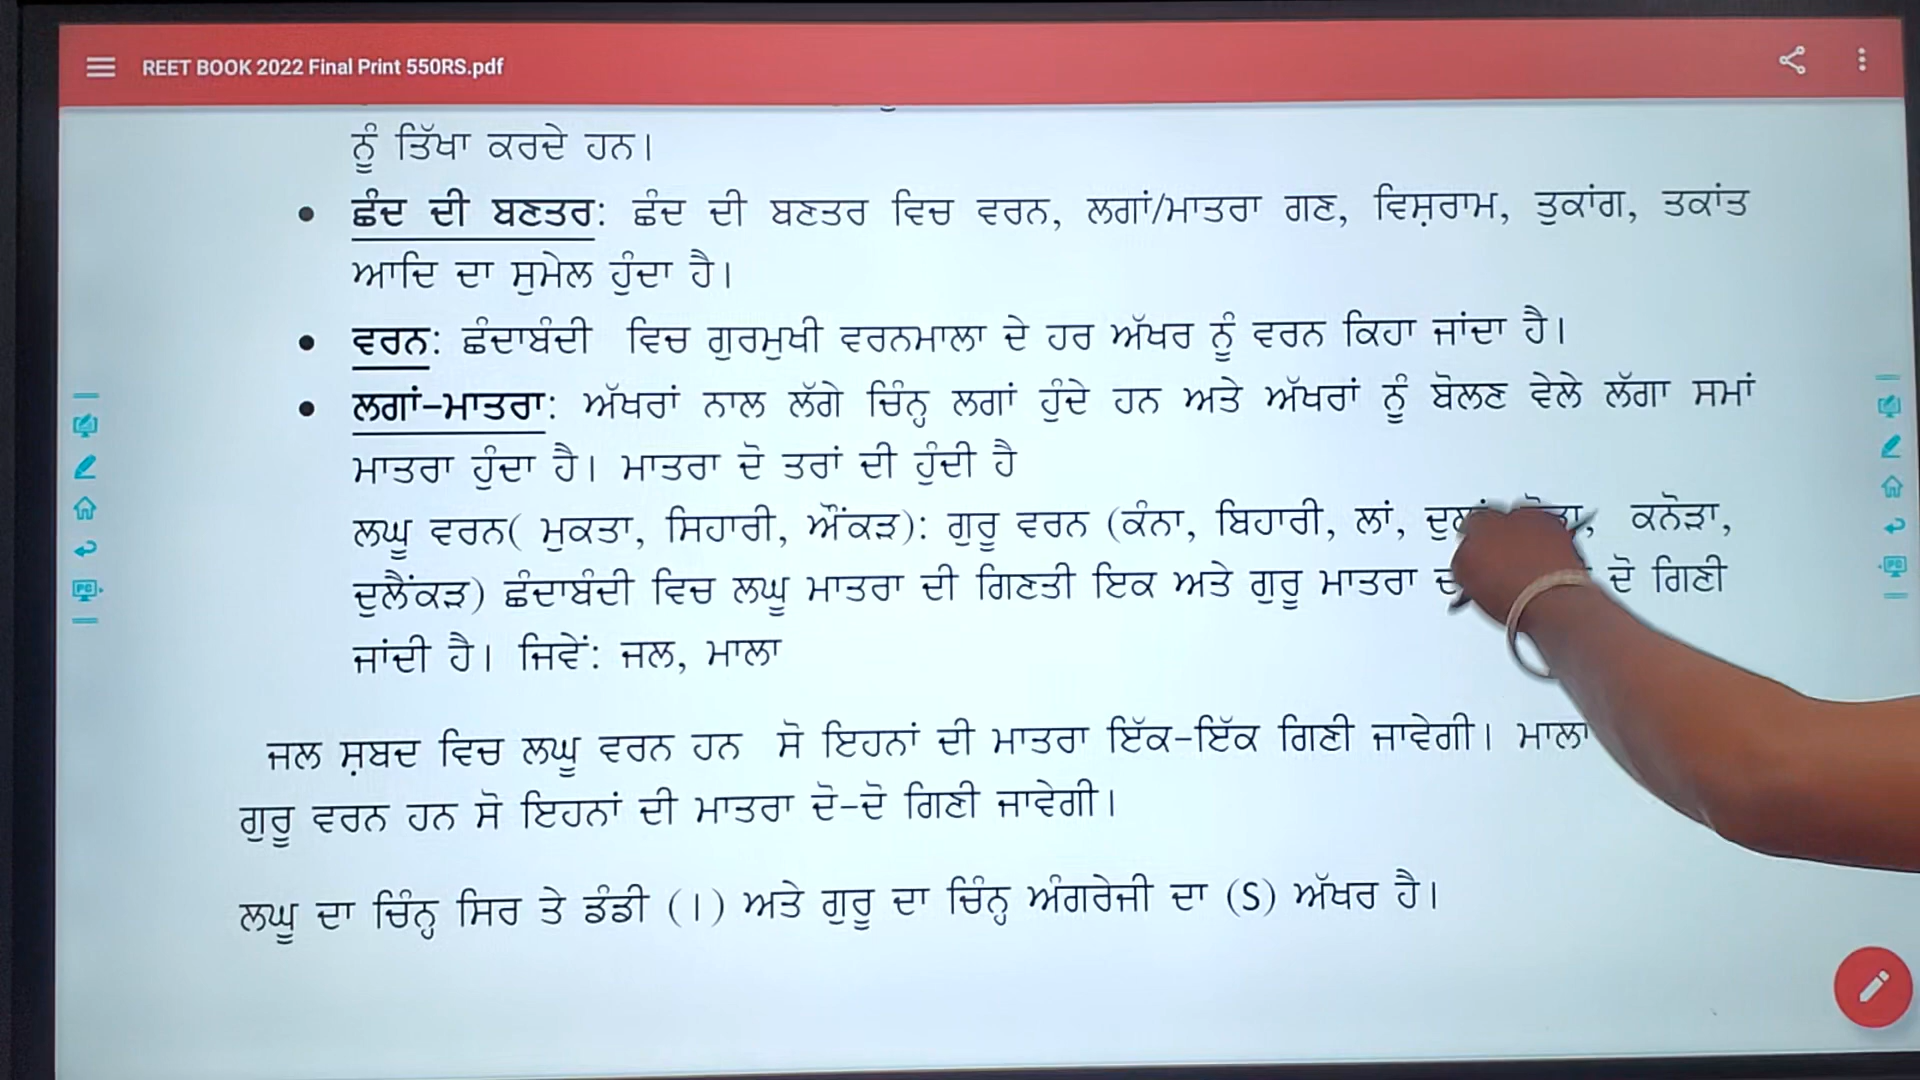 REET BOOK 2022 Final Print 550RS.pdf
ਨੂੰ ਤਿੱਖਾ ਕਰਦੇ ਹਨ।
• ਛੰਦ ਦੀ ਬਣਤਰ: ਛੰਦ ਦੀ ਬਣਤਰ ਵਿਚ ਵਰਨ, ਲਗਾਂ/ਮਾਤਰਾ ਗਣ, ਵਿਸ਼ਰਾਮ, ਤੁਕਾਂਗ, ਤਕਾਂਤ
ਆਦਿ ਦਾ ਸੁਮੇਲ ਹੁੰਦਾ ਹੈ।
• ਵਰਨ: ਛੰਦਾਬੰਦੀ ਵਿਚ ਗੁਰਮੁਖੀ ਵਰਨਮਾਲਾ ਦੇ ਹਰ ਅੱਖਰ ਨੂੰ ਵਰਨ ਕਿਹਾ ਜਾਂਦਾ ਹੈ।
• ਲਗਾਂ-ਮਾਤਰਾ: ਅੱਖਰਾਂ ਨਾਲ ਲੱਗੇ ਚਿੰਨ੍ਹ ਲਗਾਂ ਹੁੰਦੇ ਹਨ ਅਤੇ ਅੱਖਰਾਂ ਨੂੰ ਬੋਲਣ ਵੇਲੇ ਲੱਗਾ ਸਮਾਂ
ਮਾਤਰਾ ਹੁੰਦਾ ਹੈ। ਮਾਤਰਾ ਦੋ ਤਰਾਂ ਦੀ ਹੁੰਦੀ ਹੈ
ਲਘੂ ਵਰਨ( ਮੁਕਤਾ, ਸਿਹਾਰੀ, ਔਂਕੜ): ਗੁਰੂ ਵਰਨ (ਕੰਨਾ, ਬਿਹਾਰੀ, ਲਾਂ, ਕਨੋੜਾ,
ਦੁਲੈਂਕੜ) ਛੰਦਾਬੰਦੀ ਵਿਚ ਲਘੂ ਮਾਤਰਾ ਦੀ ਗਿਣਤੀ ਇਕ ਅਤੇ ਗੁਰੂ ਮਾਤਰਾ ਦੋ ਗਿਣੀ
ਜਾਂਦੀ ਹੈ। ਜਿਵੇਂ: ਜਲ, ਮਾਲਾ
ਜਲ ਸ਼ਬਦ ਵਿਚ ਲਘੂ ਵਰਨ ਹਨ ਸੋ ਇਹਨਾਂ ਦੀ ਮਾਤਰਾ ਇੱਕ-ਇੱਕ ਗਿਣੀ ਜਾਵੇਗੀ। ਮਾਲਾ
ਗੁਰੂ ਵਰਨ ਹਨ ਸੋ ਇਹਨਾਂ ਦੀ ਮਾਤਰਾ ਦੋ-ਦੋ ਗਿਣੀ ਜਾਵੇਗੀ।
ਲਘੂ ਦਾ ਚਿੰਨ੍ਹ ਸਿਰ ਤੇ ਡੰਡੀ (।) ਅਤੇ ਗੁਰੂ ਦਾ ਚਿੰਨ੍ਹ ਅੰਗਰੇਜੀ ਦਾ (S) ਅੱਖਰ ਹੈ।